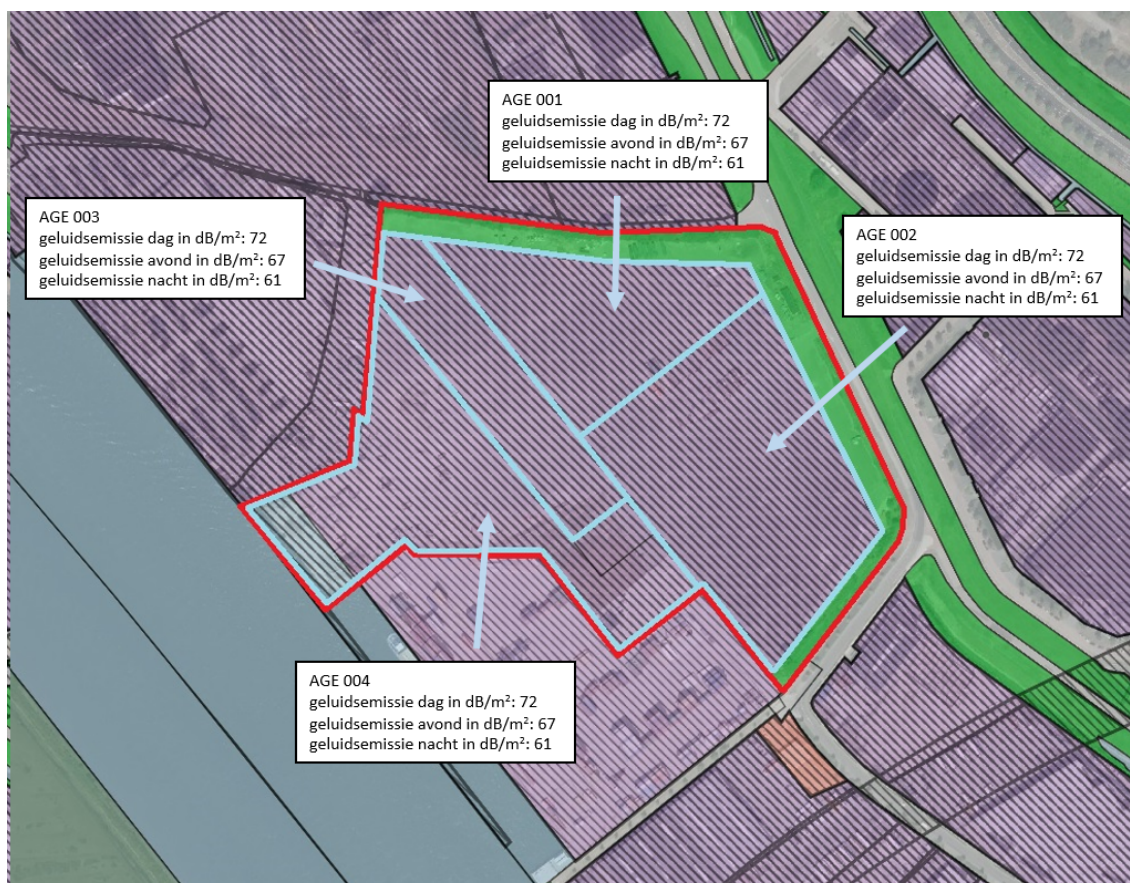 AGE 001
geluidsemissie dag in dB/m²: 72
geluidsemissie avond in dB/m²: 67
geluidsemissie nacht in dB/m²: 61
AGE 003
geluidsemissie dag in dB/m²: 72
geluidsemissie avond in dB/m²: 67
geluidsemissie nacht in dB/m²: 61
AGE 002
geluidsemissie dag in dB/m²: 72
geluidsemissie avond in dB/m²: 67
geluidsemissie nacht in dB/m²: 61
AGE 004
geluidsemissie dag in dB/m²: 72
geluidsemissie avond in dB/m²: 67
geluidsemissie nacht in dB/m²: 61